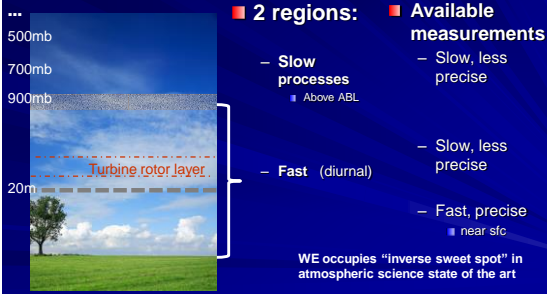 ...
500mb
700mb
900mb
Turbine rotor layer
20m
2 regions:
– Slow
processes
Above ABL
– Fast (diurnal)
Available
measurements
– Slow, less
precise
– Slow, less
precise
– Fast, precise
near sfc
WE occupies “inverse sweet spot” in
atmospheric science state of the art